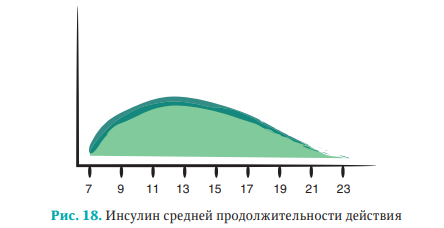 7 9 11 13 15 17 19 21 23
Рис. 18. Инсулин средней продолжительности действия